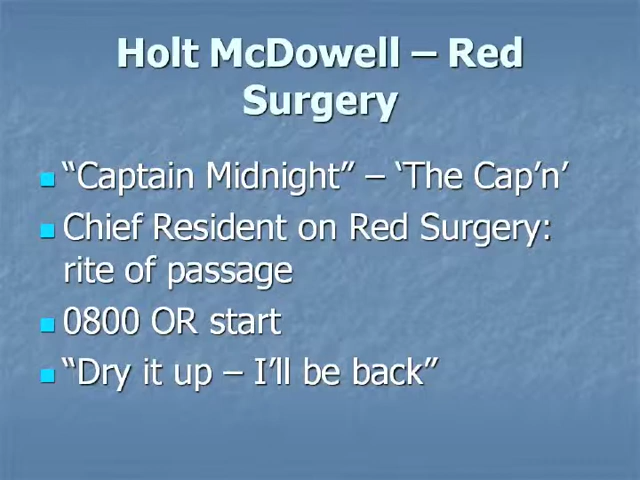 Holt McDowell – Red
Surgery
“Captain Midnight” – ‘The Cap’n’
Chief Resident on Red Surgery:
rite of passage
0800 OR start
“Dry it up – I’ll be back”